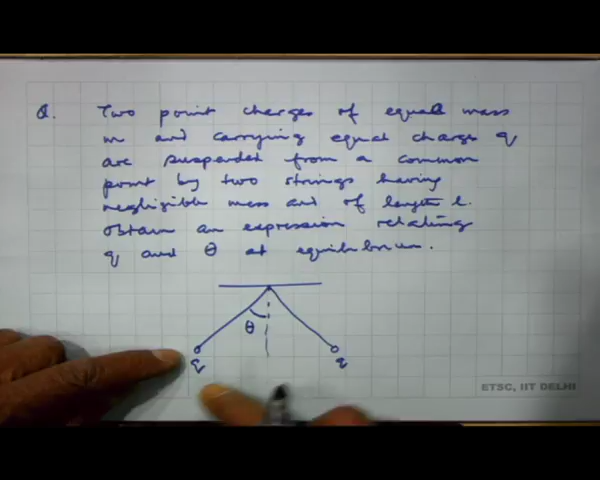 Q. Two point charges of equal mass
m and carrying equal charge q
are suspended from a common
point by two strings having
negligible mass and of length l.
Obtain an expression relating
q and θ at equilibrium.
θ
q q
ETSC, IIT DELHI